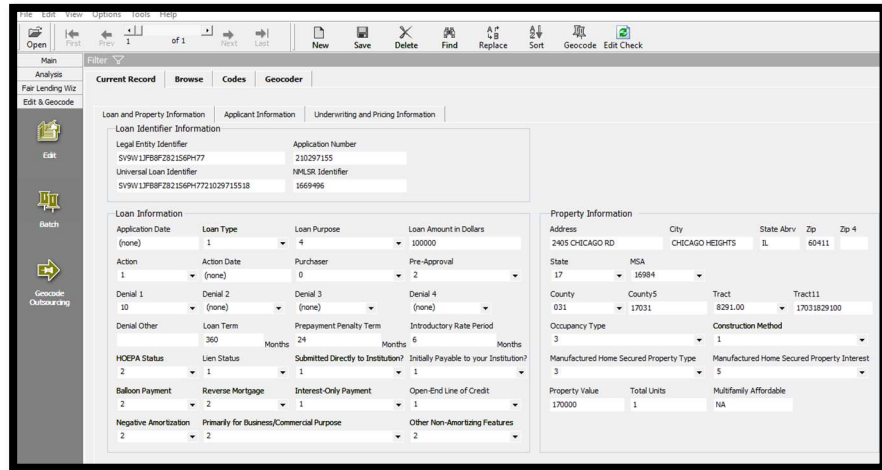 File Edit View Options Tools Help
Open First Prev 1 of 1 Next Last New Save Delete Find Replace Sort Geocode Edit Check
Main
Analysis
Fair Lending Wiz
Edit & Geocode
Edit
Batch
Geocode
Outsourcing
Filter
Current Record Browse Codes Geocoder
Loan and Property Information Applicant Information Underwriting and Pricing Information
Loan Identifier Information
Legal Entity Identifier Application Number
SV9W1JFB8FZ821S6PH77 210297155
Universal Loan Identifier NMLSR Identifier
SV9W1JFB8FZ821S6PH7721029715518 1669496
Loan Information
Application Date Loan Type Loan Purpose Loan Amount in Dollars
(none) 1 4 100000
Action Action Date Purchaser Pre-Approval
1 (none) 0 2
Denial 1 Denial 2 Denial 3 Denial 4
10 (none) (none) (none)
Denial Other Loan Term Prepayment Penalty Term Introductory Rate Period
360 Months 24 Months 6 Months
HOEPA Status Lien Status Submitted Directly to Institution? Initially Payable to your Institution?
2 1 1 1
Balloon Payment Reverse Mortgage Interest-Only Payment Open-End Line of Credit
2 2 1 1
Negative Amortization Primarily for Business/Commercial Purpose Other Non-Amortizing Features
2 2 2
Property Information
Address City State Abrv Zip Zip 4
2405 CHICAGO RD CHICAGO HEIGHTS IL 60411
State MSA
17 16984
County County5 Tract Tract11
031 17031 8291.00 17031829100
Occupancy Type Construction Method
3 1
Manufactured Home Secured Property Type Manufactured Home Secured Property Interest
3 5
Property Value Total Units Multifamily Affordable
170000 1 NA